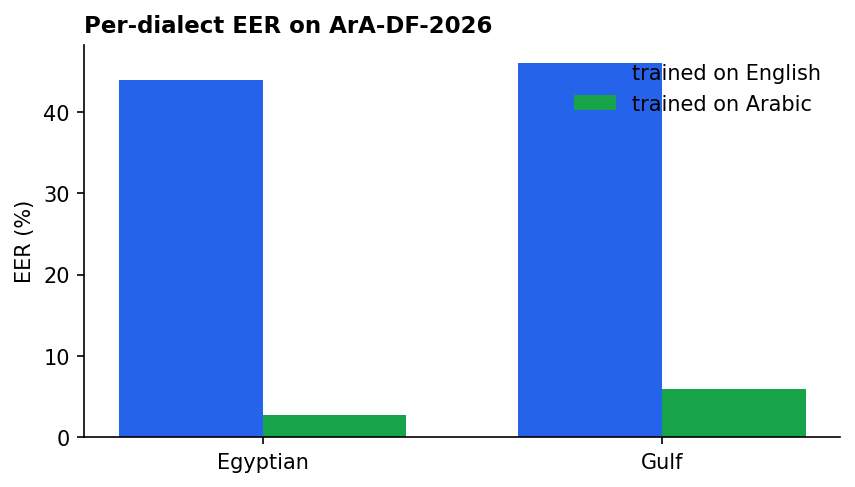 Per-dialect EER on ArA-DF-2026
trained on English
trained on Arabic
EER (%)
40
30
20
10
0
Egyptian
Gulf